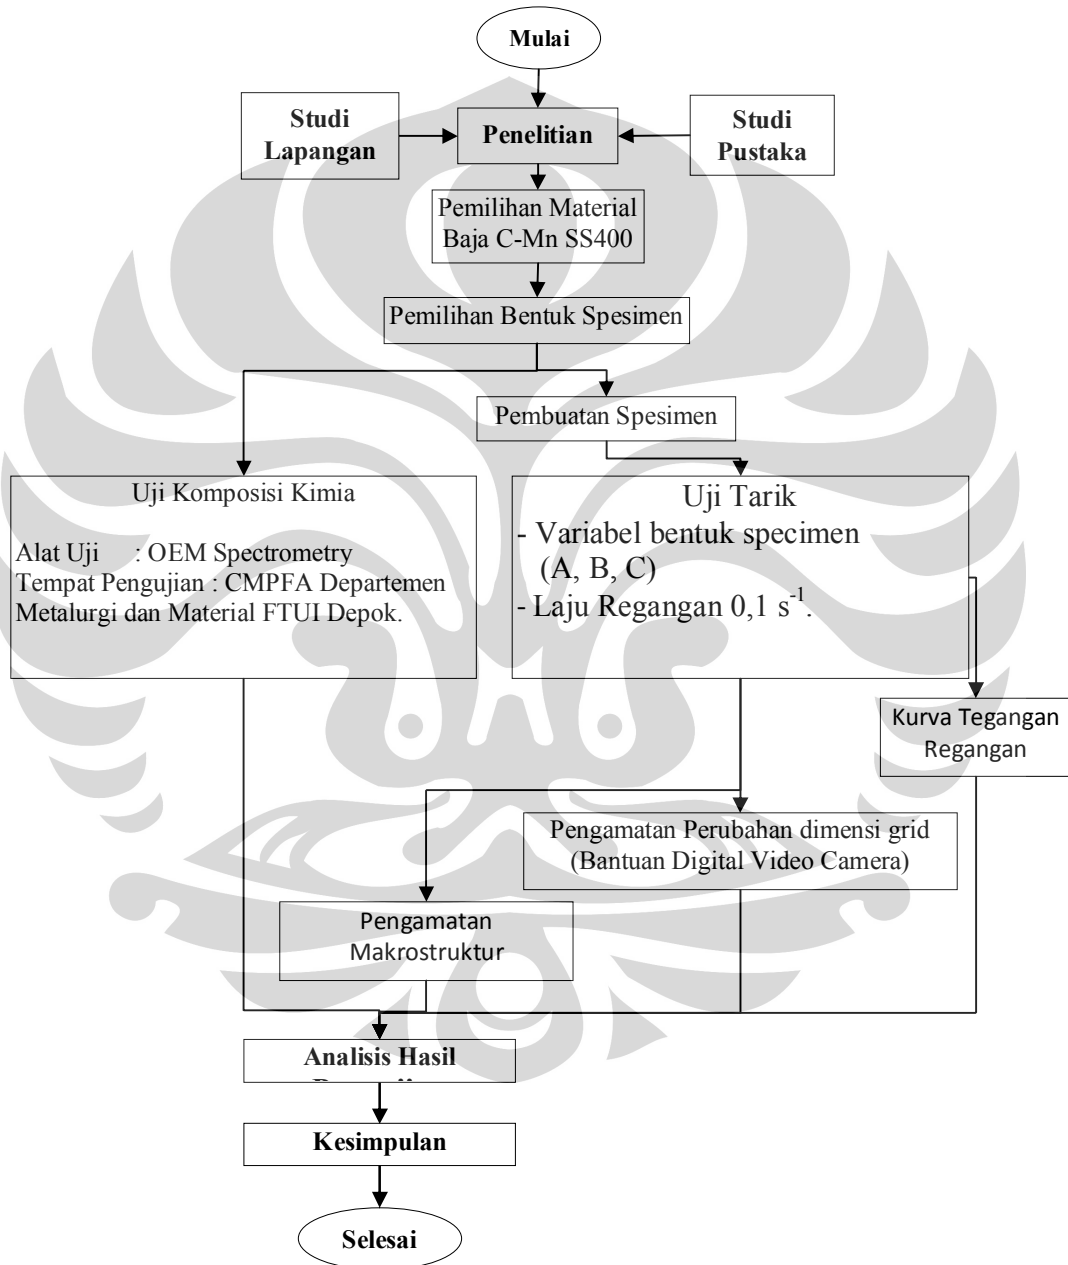 Mulai
Studi
Lapangan
Penelitian
Studi
Pustaka
Pemilihan Material
Baja C-Mn SS400
Pemilihan Bentuk Spesimen
Pembuatan Spesimen
Uji Komposisi Kimia
Alat Uji : OEM Spectrometry
Tempat Pengujian : CMPFA Departemen
Metalurgi dan Material FTUI Depok.
Uji Tarik
- Variabel bentuk specimen
(A, B, C)
- Laju Regangan 0,1 s⁻¹.
Kurva Tegangan
Regangan
Pengamatan Perubahan dimensi grid
(Bantuan Digital Video Camera)
Pengamatan
Makrostruktur
Analisis Hasil
Kesimpulan
Selesai